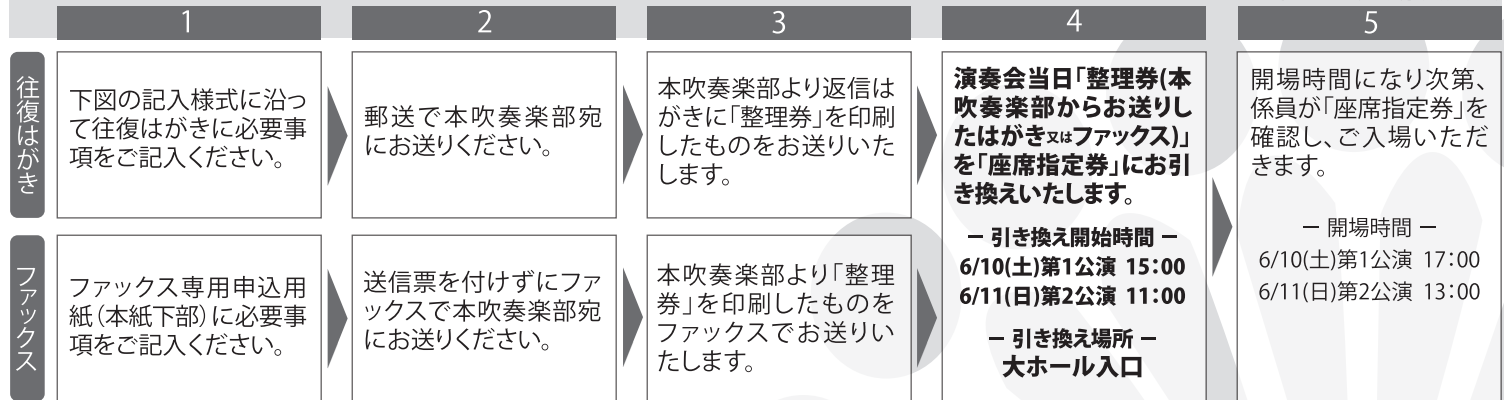 1
2
3
4
5
往復はがき
下図の記入様式に沿っ
て往復はがきに必要事
項をご記入ください。
郵送で本吹奏楽部宛
にお送りください。
本吹奏楽部より返信は
がきに「整理券」を印刷
したものをお送りいた
します。
ファックス
ファックス専用申込用
紙(本紙下部)に必要事
項をご記入ください。
送信票を付けずにファ
ックスで本吹奏楽部宛
にお送りください。
本吹奏楽部より「整理
券」を印刷したものを
ファックスでお送りい
たします。
演奏会当日「整理券(本
吹奏楽部からお送りし
たはがき又はファックス)」
を「座席指定券」にお引
き換えいたします。
− 引き換え開始時間 −
6/10(土)第1公演 15:00
6/11(日)第2公演 11:00
− 引き換え場所 −
大ホール入口
開場時間になり次第、
係員が「座席指定券」を
確認し、ご入場いただ
きます。
− 開場時間 −
6/10(土)第1公演 17:00
6/11(日)第2公演 13:00